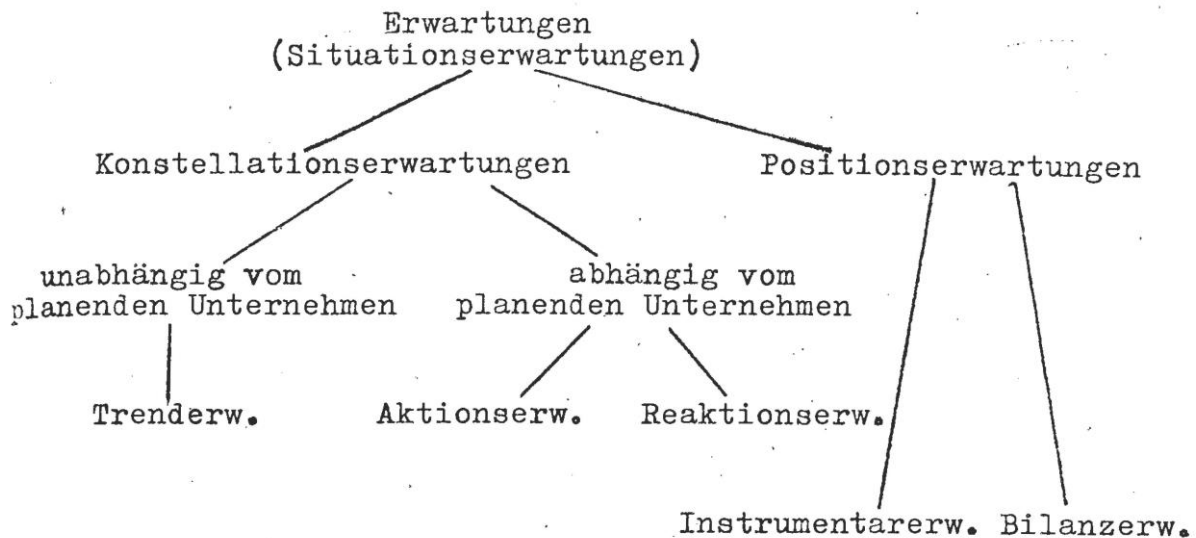 Erwartungen
(Situationserwartungen)
Konstellationserwartungen
Positionserwartungen
unabhängig vom
planenden Unternehmen
abhängig vom
planenden Unternehmen
Trenderw.
Aktionserw.
Reaktionserw.
Instrumentarerw.
Bilanzerw.